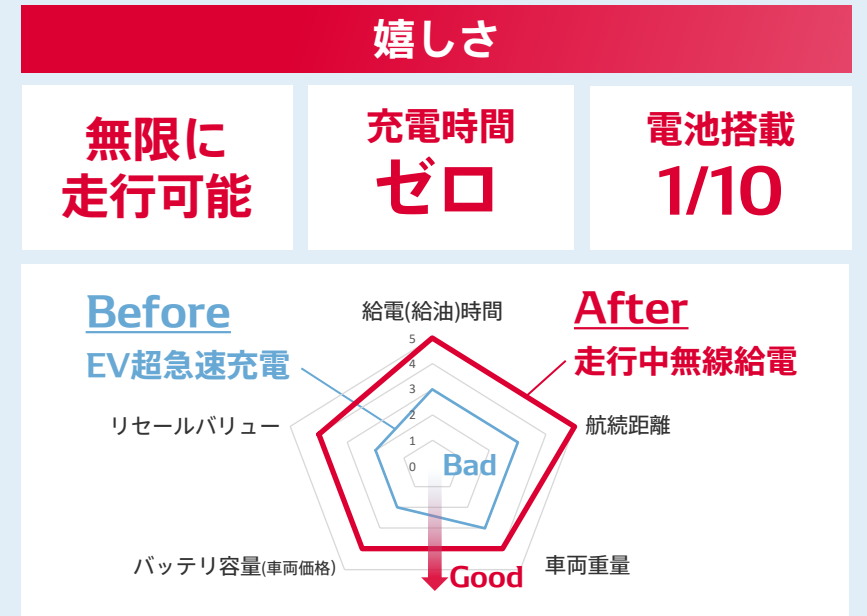 嬉しさ
無限に
走行可能
充電時間
ゼロ
電池搭載
1/10
Before
EV超急速充電
After
走行中無線給電
給電(給油)時間
航続距離
車両重量
バッテリ容量(車両価格)
リセールバリュー
5
4
3
2
1
0
Bad
Good